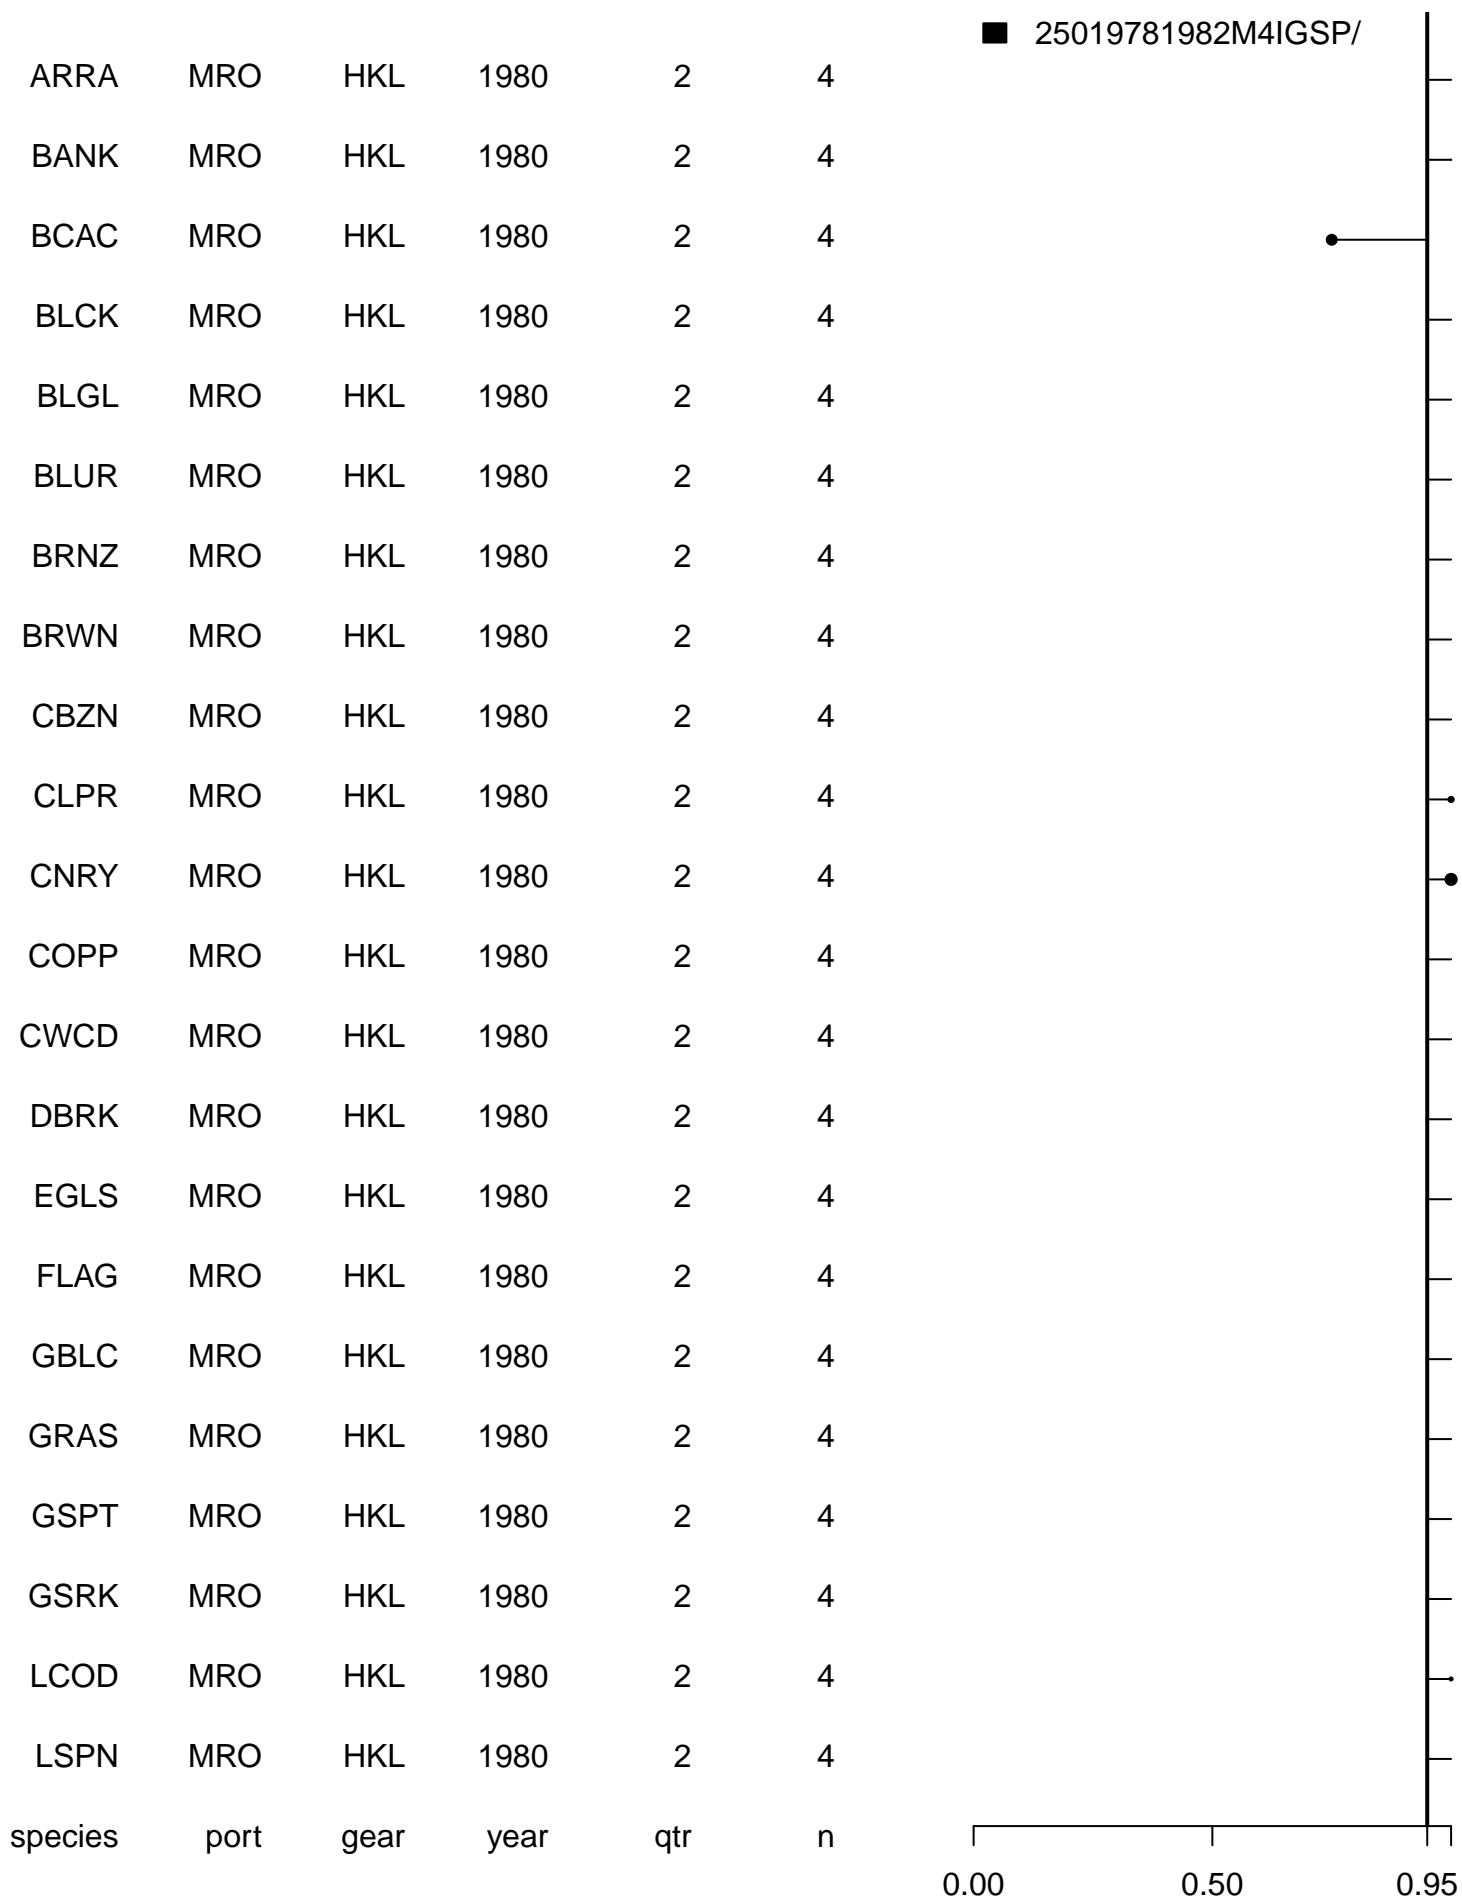 25019781982M4IGSP/
ARRA MRO HKL 1980 2 4
BANK MRO HKL 1980 2 4
BCAC MRO HKL 1980 2 4
BLCK MRO HKL 1980 2 4
BLGL MRO HKL 1980 2 4
BLUR MRO HKL 1980 2 4
BRNZ MRO HKL 1980 2 4
BRWN MRO HKL 1980 2 4
CBZN MRO HKL 1980 2 4
CLPR MRO HKL 1980 2 4
CNRY MRO HKL 1980 2 4
COPP MRO HKL 1980 2 4
CWCD MRO HKL 1980 2 4
DBRK MRO HKL 1980 2 4
EGLS MRO HKL 1980 2 4
FLAG MRO HKL 1980 2 4
GBLC MRO HKL 1980 2 4
GRAS MRO HKL 1980 2 4
GSPT MRO HKL 1980 2 4
GSRK MRO HKL 1980 2 4
LCOD MRO HKL 1980 2 4
LSPN MRO HKL 1980 2 4
species port gear year qtr n
0.00 0.50 0.95